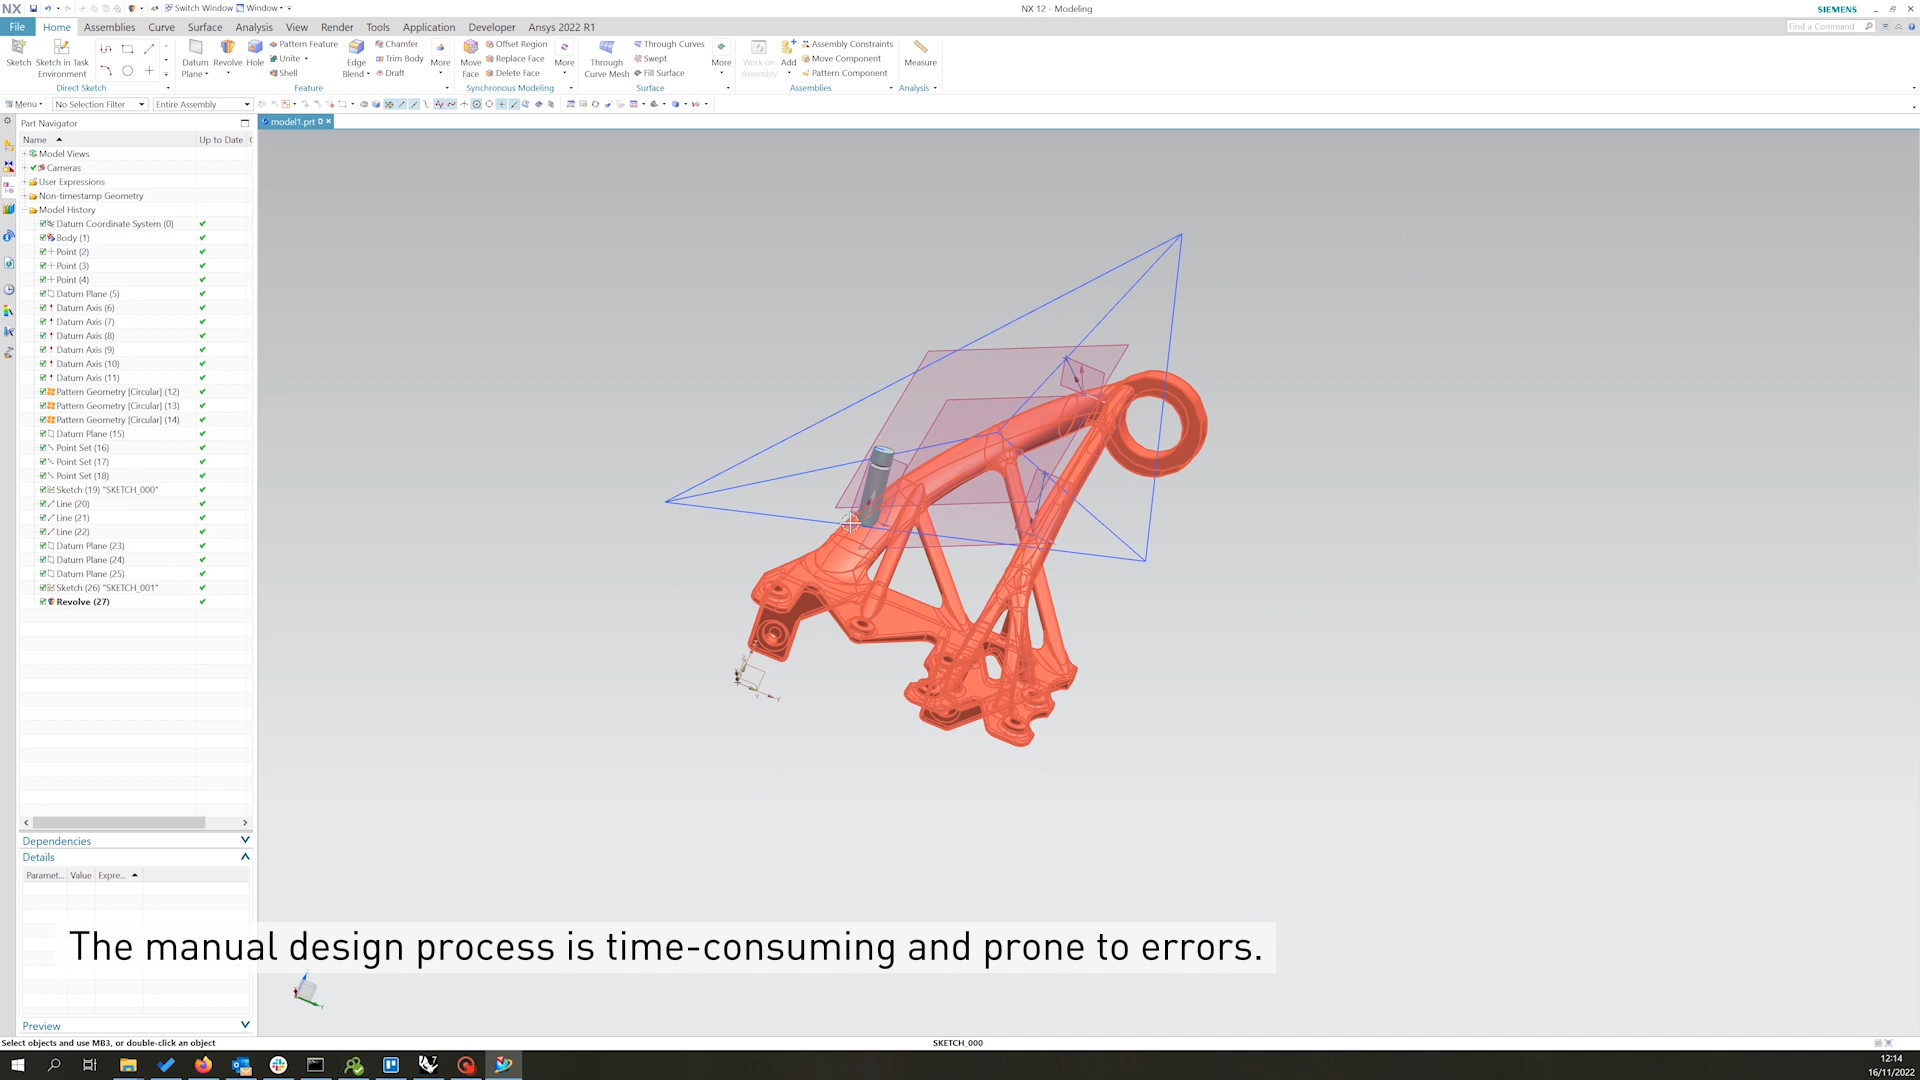 NX Switch Window Window NX 12 - Modeling SIEMENS
File Home Assemblies Curve Surface Analysis View Render Tools Application Developer Ansys 2022 R1 Find a Command
Sketch Sketch in Task Environment Direct Sketch
Datum Plane Revolve Hole Pattern Feature Unite Shell Edge Blend Chamfer Trim Body Draft More Feature
Move Face Offset Region Replace Face Delete Face More Synchronous Modeling
Through Curve Mesh Through Curves Swept Fill Surface More Surface
Work on Assembly Add Assembly Constraints Move Component Pattern Component Assemblies
Measure Analysis
Menu No Selection Filter Entire Assembly
Part Navigator model1.prt
Name Up to Date
Model Views
Cameras
User Expressions
Non-timestamp Geometry
Model History
Datum Coordinate System (0)
Body (1)
Point (2)
Point (3)
Point (4)
Datum Plane (5)
Datum Axis (6)
Datum Axis (7)
Datum Axis (8)
Datum Axis (9)
Datum Axis (10)
Datum Axis (11)
Pattern Geometry [Circular] (12)
Pattern Geometry [Circular] (13)
Pattern Geometry [Circular] (14)
Datum Plane (15)
Point Set (16)
Point Set (17)
Point Set (18)
Sketch (19) "SKETCH_000"
Line (20)
Line (21)
Line (22)
Datum Plane (23)
Datum Plane (24)
Datum Plane (25)
Sketch (26) "SKETCH_001"
Revolve (27)
Dependencies
Details
Paramet... Value Expre...
The manual design process is time-consuming and prone to errors.
Preview
Select objects and use MB3, or double-click an object SKETCH_000
12:14
16/11/2022